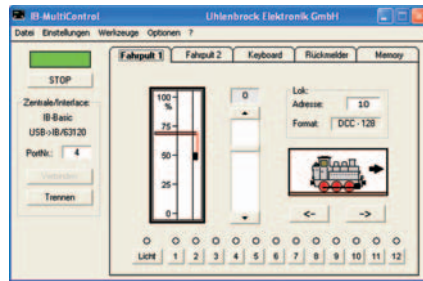 IB-MultiControl Uhlenbrock Elektronik GmbH
Datei Einstellungen Werkzeuge Optionen ?
Fahrpult 1 Fahrpult 2 Keyboard Rückmelder Memory
STOP
Zentrale/Interface:
IB-Basic
USB->IB/63120
PortNr.: 4
Verbinden
Trennen
100-
%
75-
50-
25-
0-
0
Lok:
Adresse: 10
Format: DCC - 128
<- ->
Licht 1 2 3 4 5 6 7 8 9 10 11 12